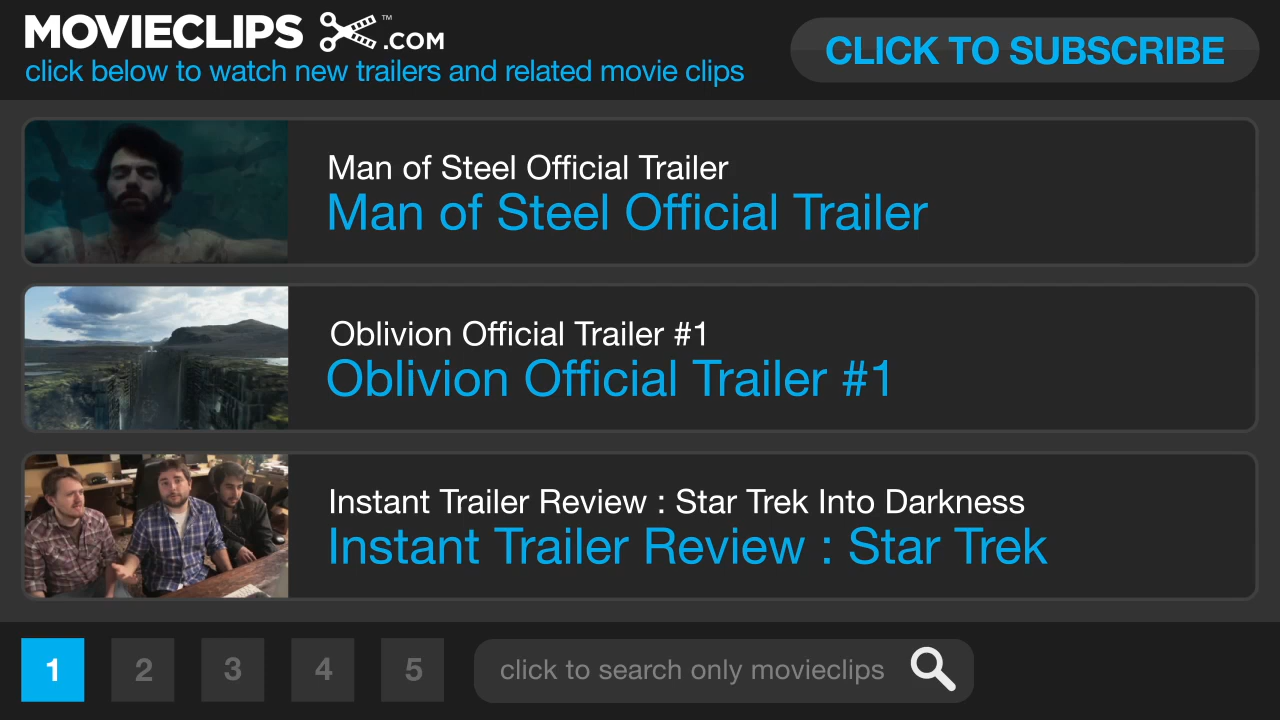 MOVIECLIPS ™ .COM
click below to watch new trailers and related movie clips
CLICK TO SUBSCRIBE
Man of Steel Official Trailer
Man of Steel Official Trailer
Oblivion Official Trailer #1
Oblivion Official Trailer #1
Instant Trailer Review : Star Trek Into Darkness
Instant Trailer Review : Star Trek
1 2 3 4 5 click to search only movieclips